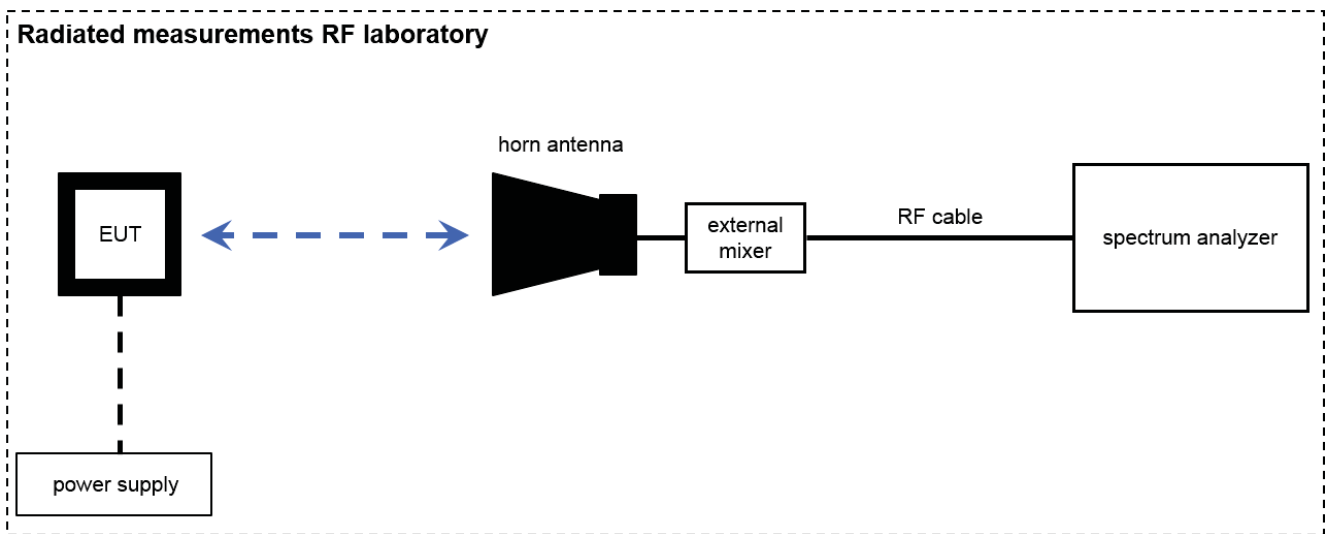 Radiated measurements RF laboratory
horn antenna
EUT
external
mixer
RF cable
spectrum analyzer
power supply